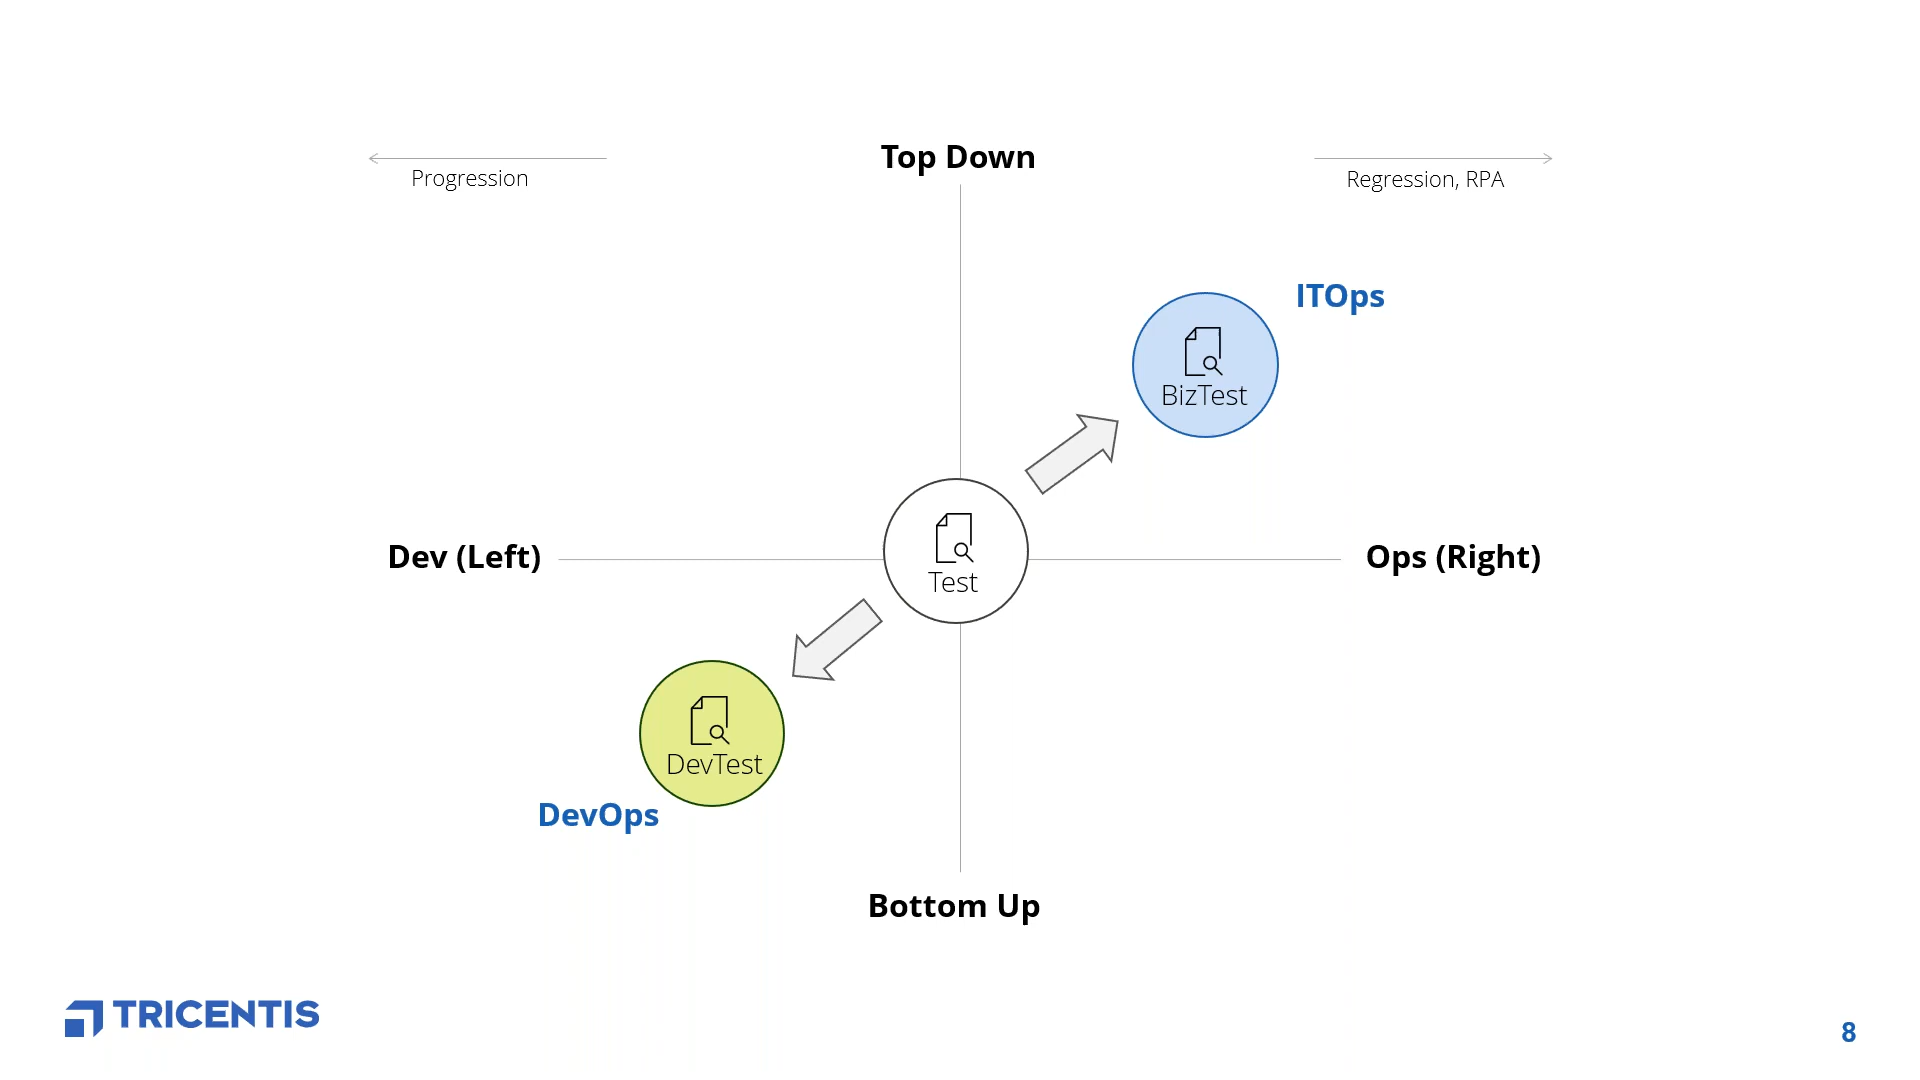 Top Down
Progression
Regression, RPA
ITOps
BizTest
Dev (Left)
Test
Ops (Right)
DevTest
DevOps
Bottom Up
TRICENTIS
8